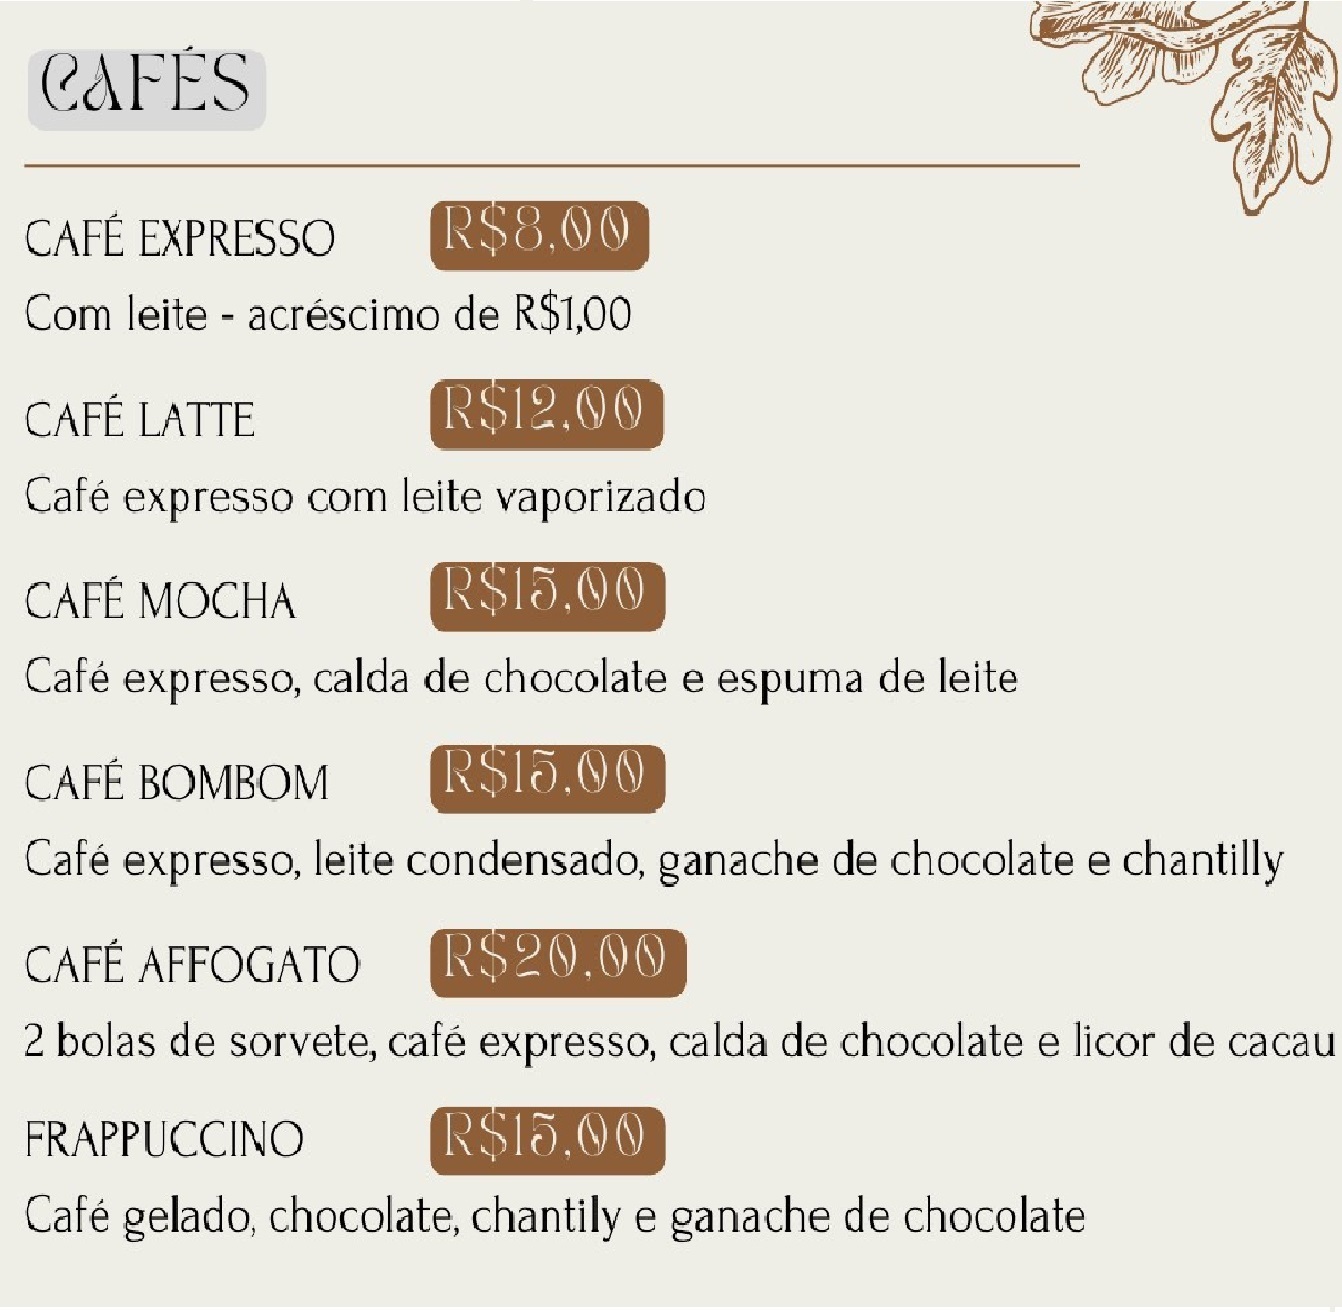 CAFÉS
CAFÉ EXPRESSO R$8,00
Com leite - acréscimo de R$1,00
CAFÉ LATTE R$12,00
Café expresso com leite vaporizado
CAFÉ MOCHA R$15,00
Café expresso, calda de chocolate e espuma de leite
CAFÉ BOMBOM R$15,00
Café expresso, leite condensado, ganache de chocolate e chantilly
CAFÉ AFFOGATO R$20,00
2 bolas de sorvete, café expresso, calda de chocolate e licor de cacau
FRAPPUCCINO R$15,00
Café gelado, chocolate, chantily e ganache de chocolate